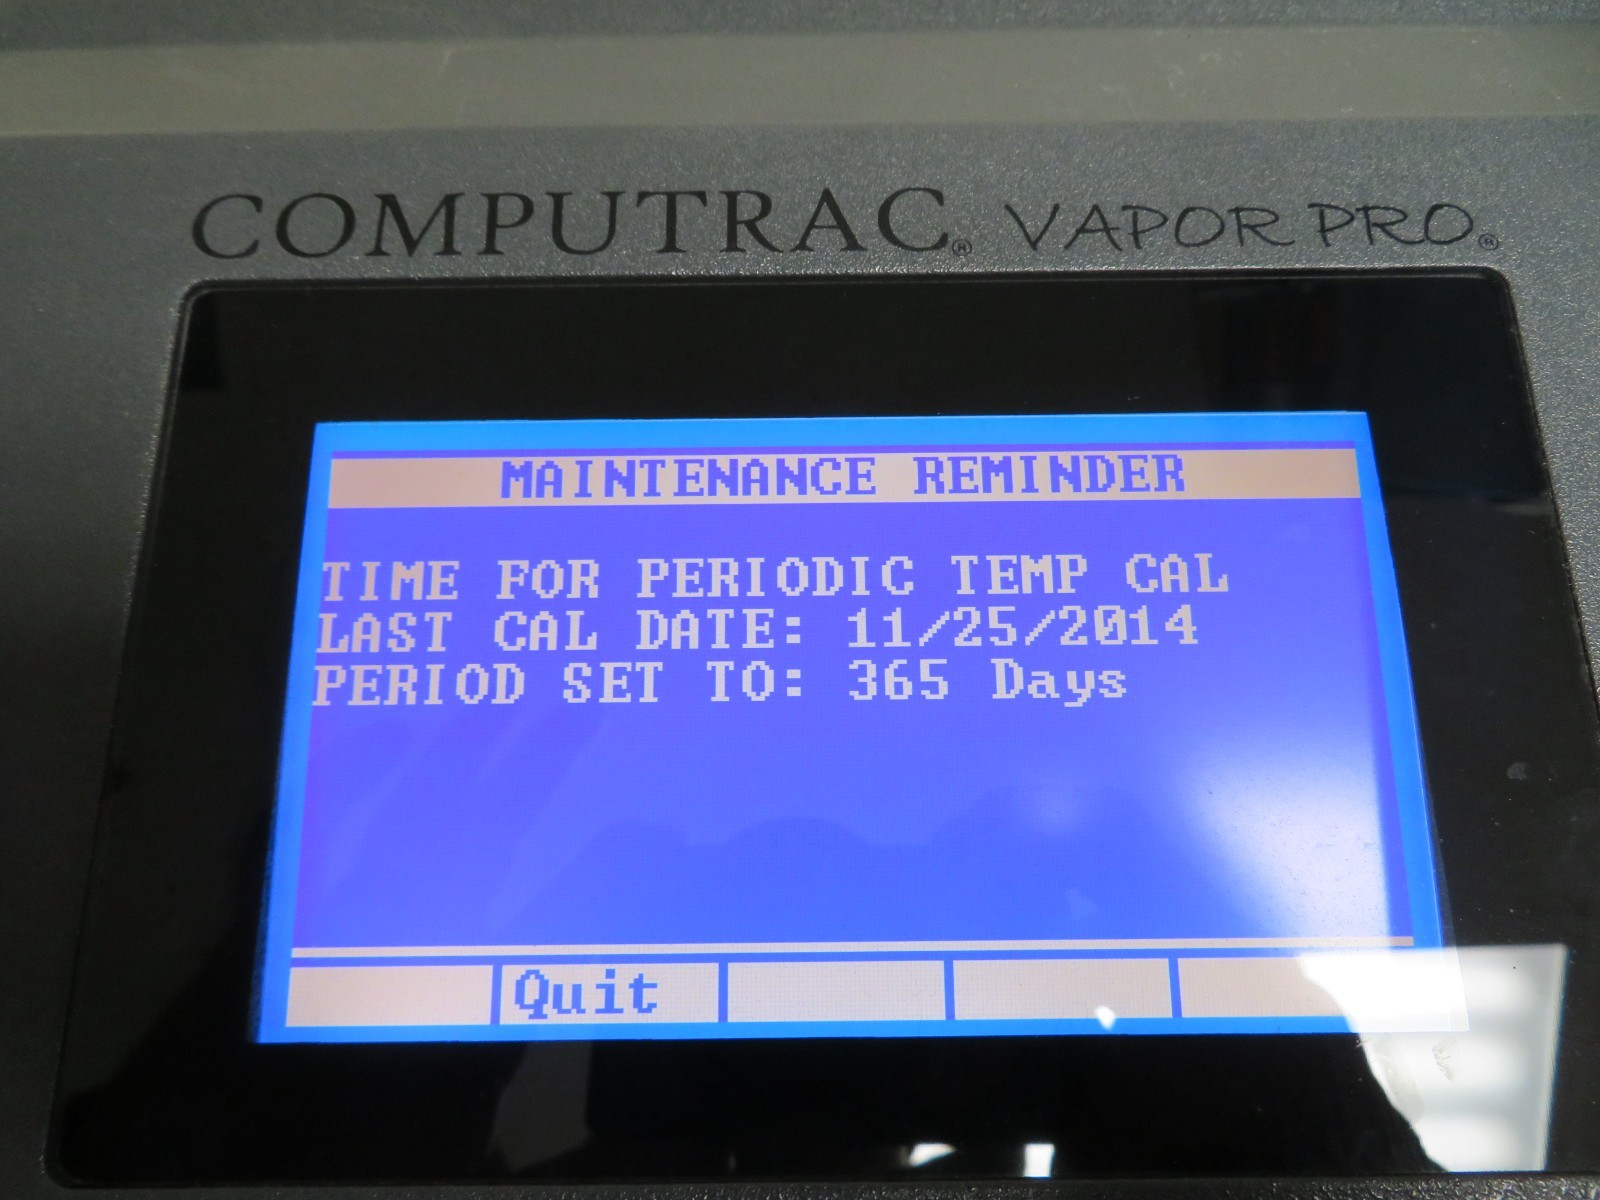 COMPUTRAC® VAPOR PRO®
MAINTENANCE REMINDER
TIME FOR PERIODIC TEMP CAL
LAST CAL DATE: 11/25/2014
PERIOD SET TO: 365 Days
Quit